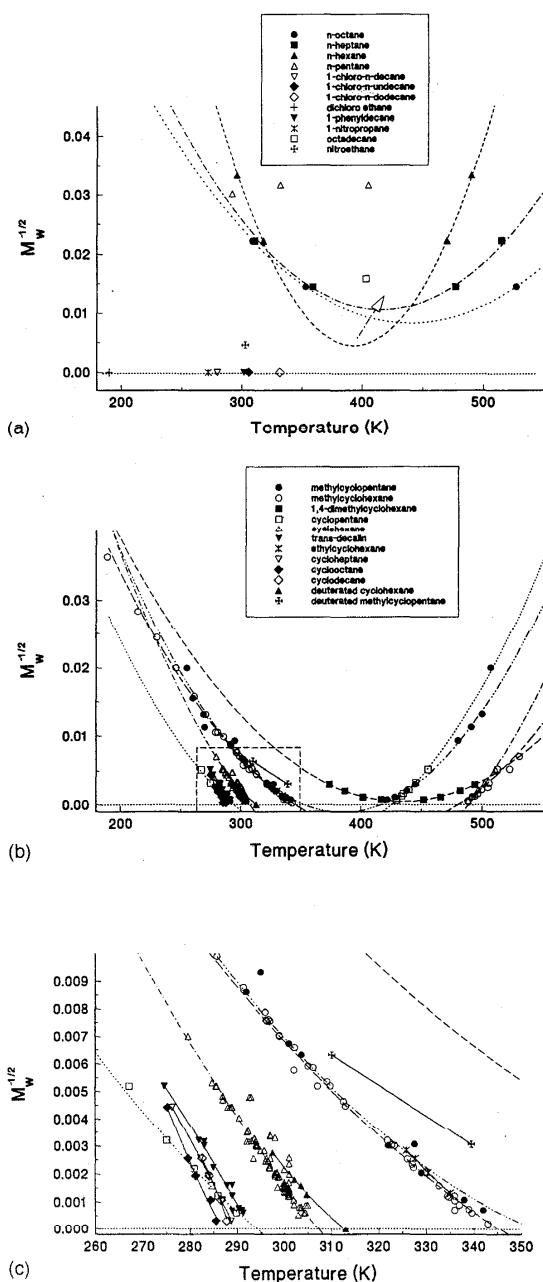 n-octane
n-heptane
n-hexane
n-pentane
1-chloro-n-decane
1-chloro-n-undecane
1-chloro-n-dodecane
dichloro ethane
1-phenyldecane
1-nitropropane
octadecane
nitroethane
0.04
0.03
0.02
0.01
0.00
M_w^-1/2
200 300 400 500
Temperature (K)
(a)
methylcyclopentane
methylcyclohexane
1,4-dimethylcyclohexane
cyclopentane
cyclohexane
trans-decalin
ethylcyclohexane
cycloheptane
cyclooctane
cyclodecane
deuterated cyclohexane
deuterated methylcyclopentane
0.03
0.02
0.01
0.00
M_w^-1/2
200 300 400 500
Temperature (K)
(b)
0.009
0.008
0.007
0.006
0.005
0.004
0.003
0.002
0.001
0.000
M_w^-1/2
260 270 280 290 300 310 320 330 340 350
Temperature (K)
(c)